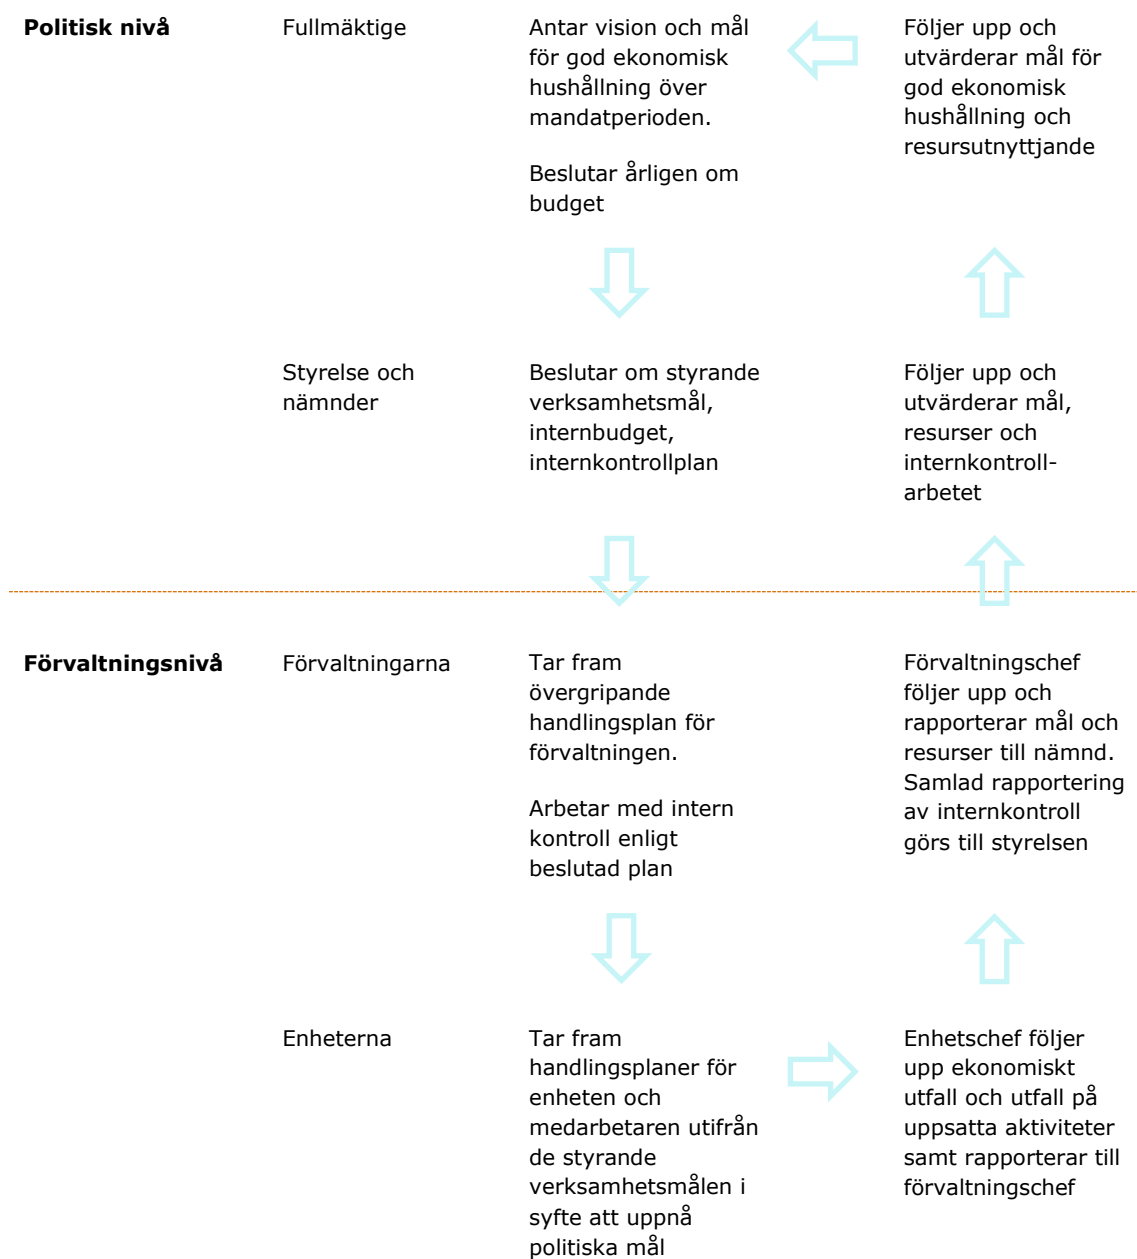 Politisk nivå
Fullmäktige
Antar vision och mål
för god ekonomisk
hushållning över
mandatperioden.
Beslutar årligen om
budget
Följer upp och
utvärderar mål för
god ekonomisk
hushållning och
resursutnyttjande
Styrelse och
nämnder
Beslutar om styrande
verksamhetsmål,
internbudget,
internkontrollplan
Följer upp och
utvärderar mål,
resurser och
internkontroll-
arbetet
Förvaltningsnivå
Förvaltningarna
Tar fram
övergripande
handlingsplan för
förvaltningen.
Arbetar med intern
kontroll enligt
beslutad plan
Förvaltningschef
följer upp och
rapporterar mål och
resurser till nämnd.
Samlad rapportering
av internkontroll
görs till styrelsen
Enheterna
Tar fram
handlingsplaner för
enheten och
medarbetaren utifrån
de styrande
verksamhetsmålen i
syfte att uppnå
politiska mål
Enhetschef följer
upp ekonomiskt
utfall och utfall på
uppsatta aktiviteter
samt rapporterar till
förvaltningschef